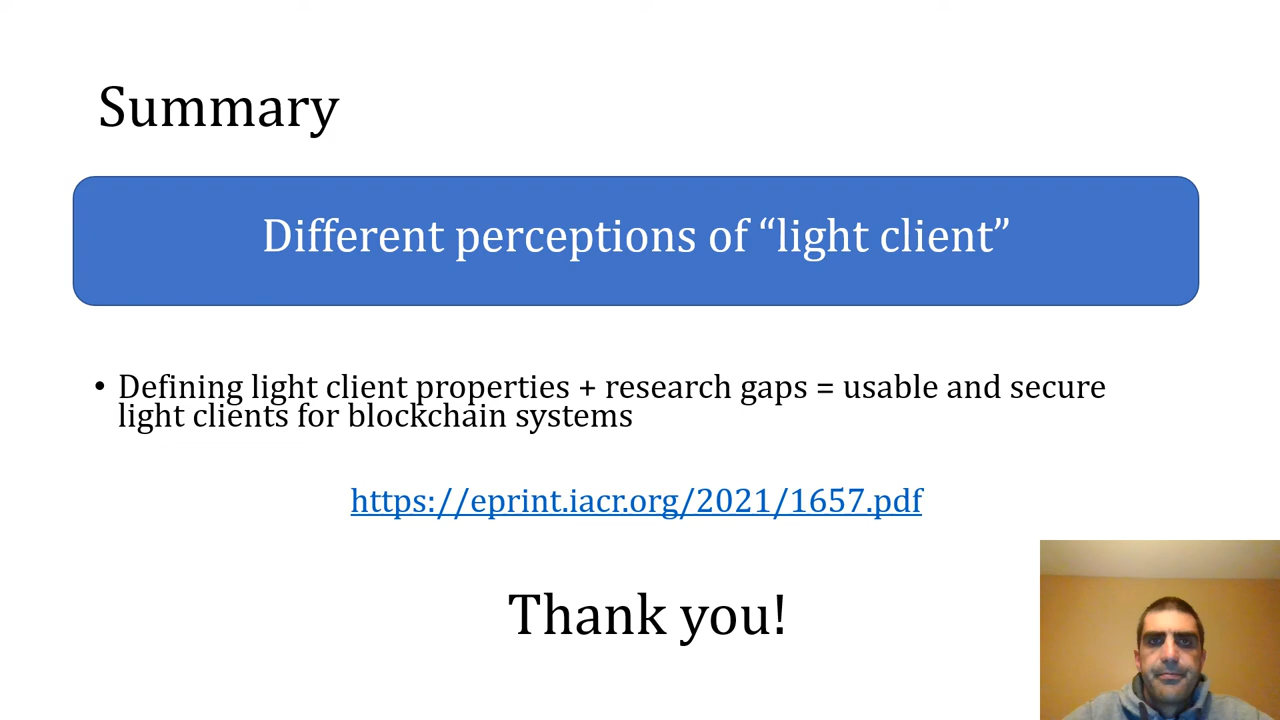 Summary
Different perceptions of “light client”
• Defining light client properties + research gaps = usable and secure
light clients for blockchain systems
https://eprint.iacr.org/2021/1657.pdf
Thank you!